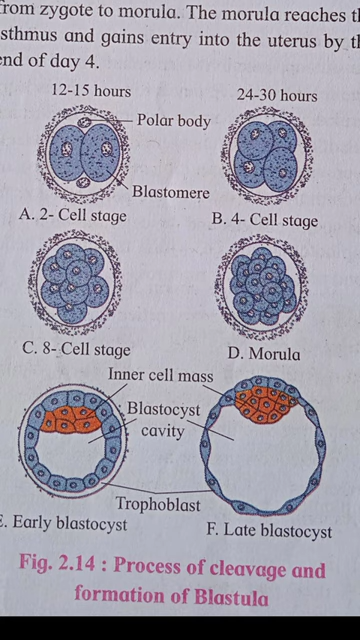 from zygote to morula. The morula reaches
isthmus and gains entry into the uterus by
end of day 4.
12-15 hours
24-30 hours
Polar body
Blastomere
A. 2- Cell stage
B. 4- Cell stage
C. 8- Cell stage
D. Morula
Inner cell mass
Blastocyst
cavity
Trophoblast
E. Early blastocyst
F. Late blastocyst
Fig. 2.14 : Process of cleavage and
formation of Blastula